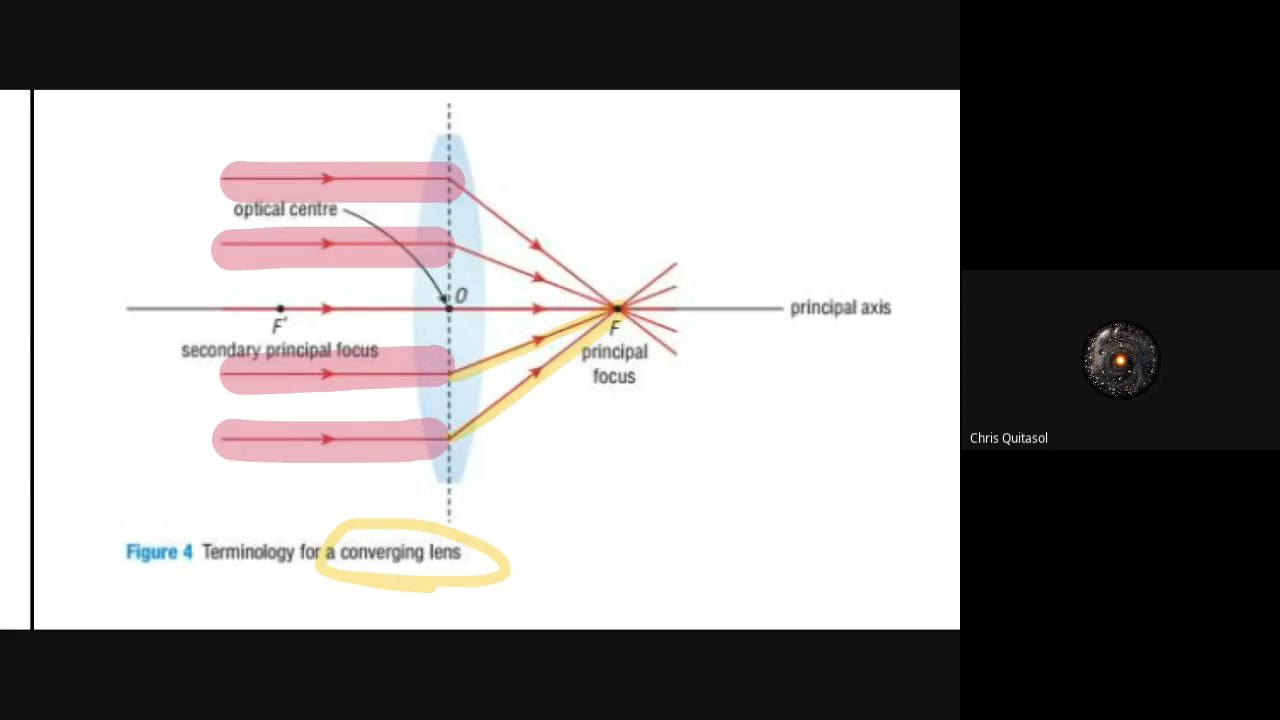 optical centre
O
F'
secondary principal focus
F
principal
focus
principal axis
Figure 4 Terminology for a converging lens
Chris Quitasol